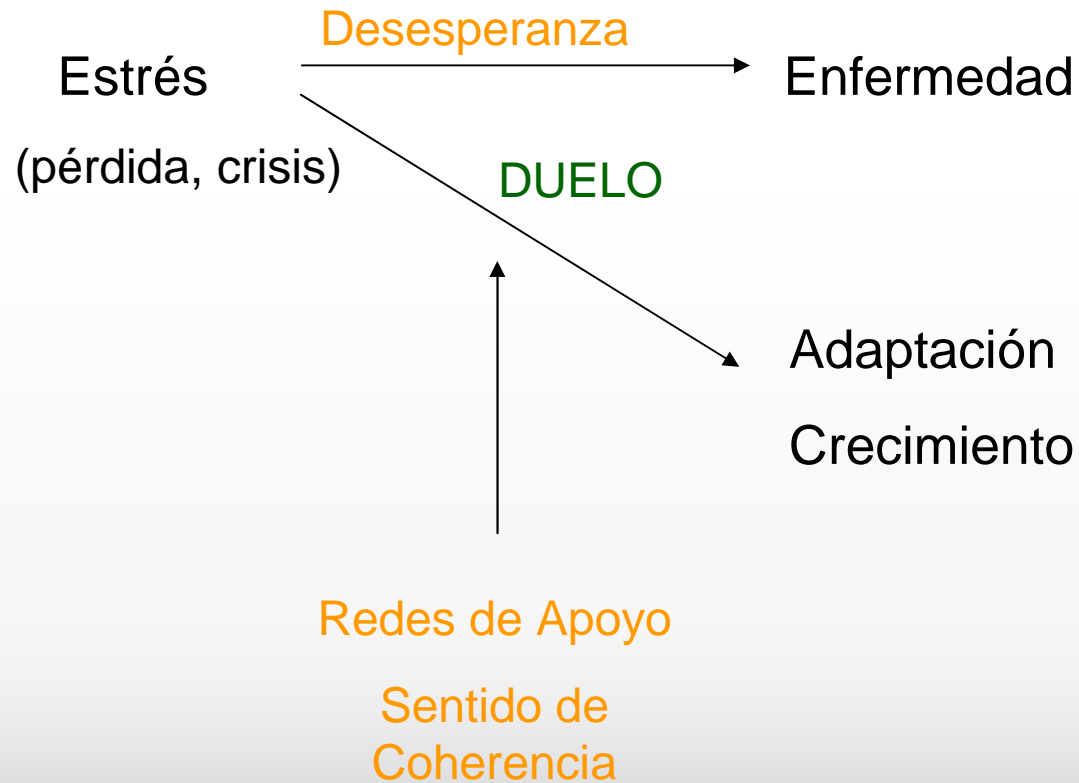 Desesperanza
Estrés
Enfermedad
(pérdida, crisis)
DUELO
Adaptación
Crecimiento
Redes de Apoyo
Sentido de
Coherencia